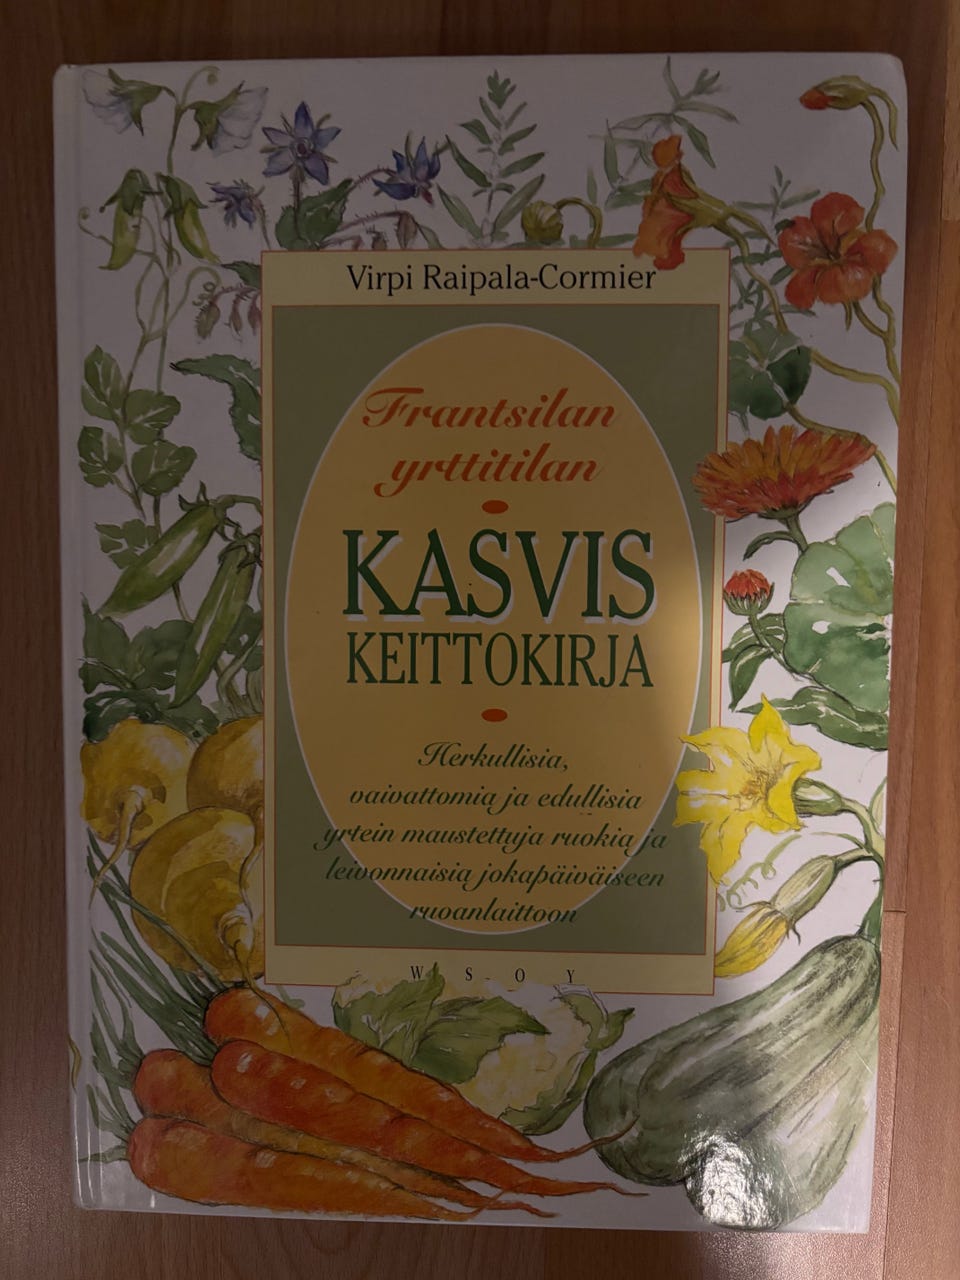 Virpi Raipala-Cormier
Frantsilan
yrttitilan
KASVIS
KEITTOKIRJA
Herkullisia,
vaivattomia ja edullisia
yrtein maustettuja ruokia ja
leivonnaisia jokapäiväiseen
ruoanlaittoon
WSOY